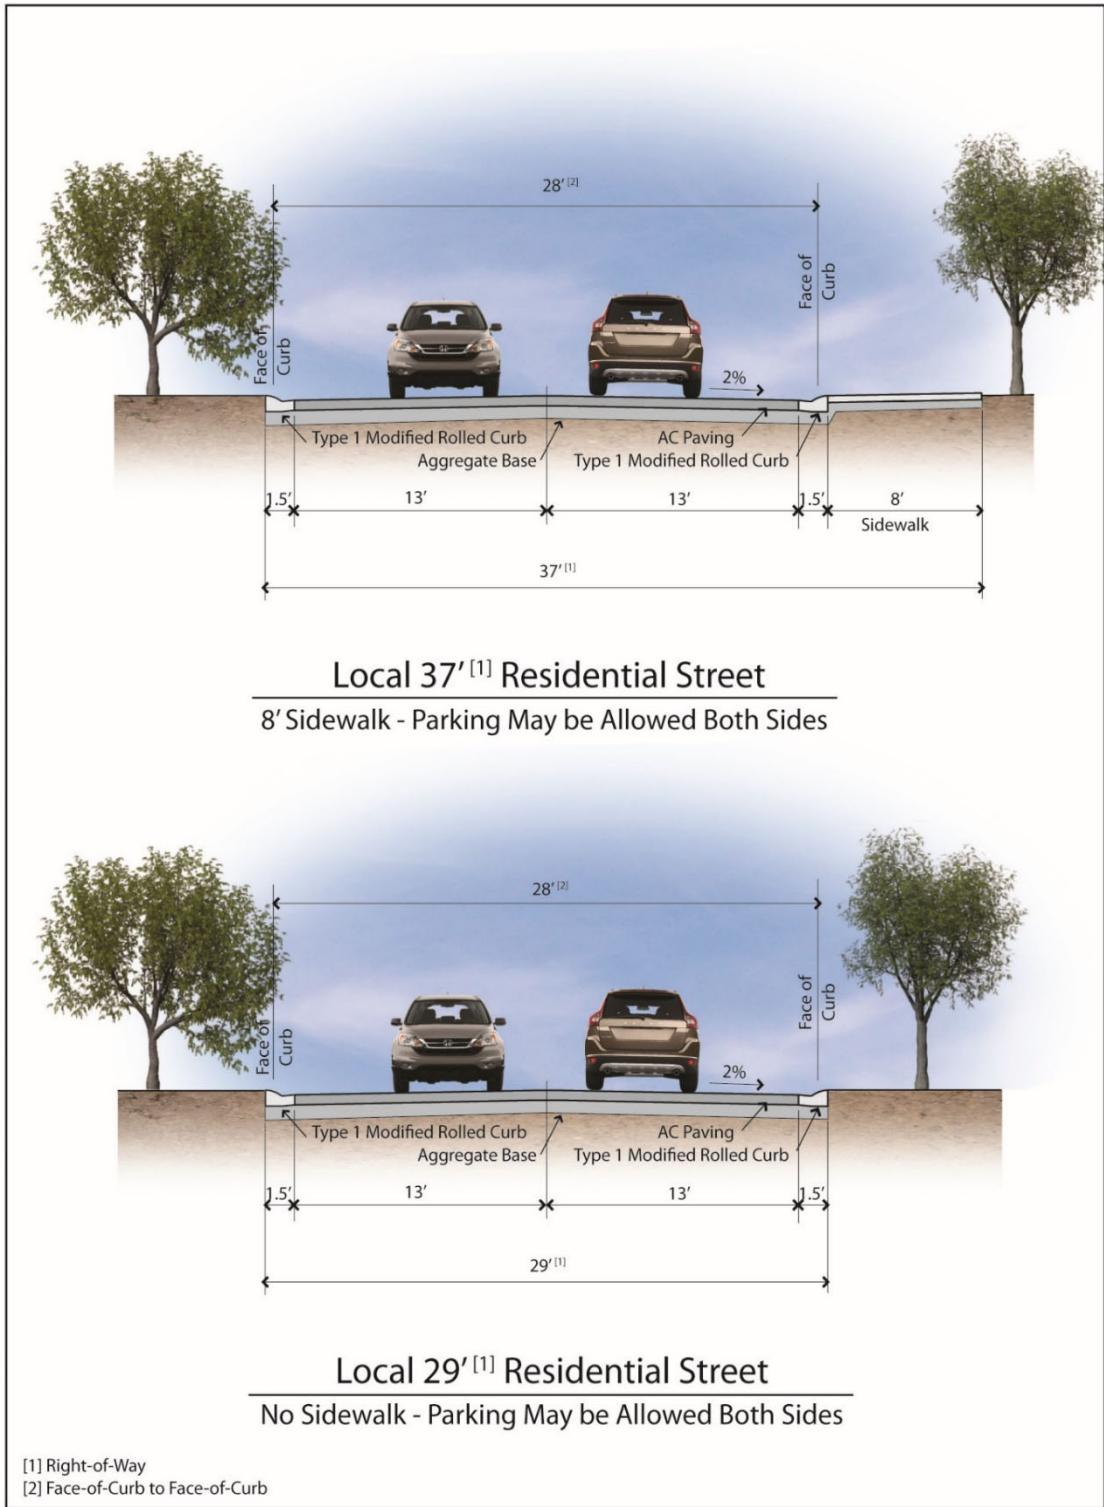 28' [2]
Face of
Curb
Face of
Curb
2%
Type 1 Modified Rolled Curb
AC Paving
Aggregate Base
Type 1 Modified Rolled Curb
1.5'
13'
13'
1.5'
8'
Sidewalk
37' [1]
Local 37' [1] Residential Street
8' Sidewalk - Parking May be Allowed Both Sides
28' [2]
Face of
Curb
Face of
Curb
2%
Type 1 Modified Rolled Curb
AC Paving
Aggregate Base
Type 1 Modified Rolled Curb
1.5'
13'
13'
1.5'
29' [1]
Local 29' [1] Residential Street
No Sidewalk - Parking May be Allowed Both Sides
[1] Right-of-Way
[2] Face-of-Curb to Face-of-Curb